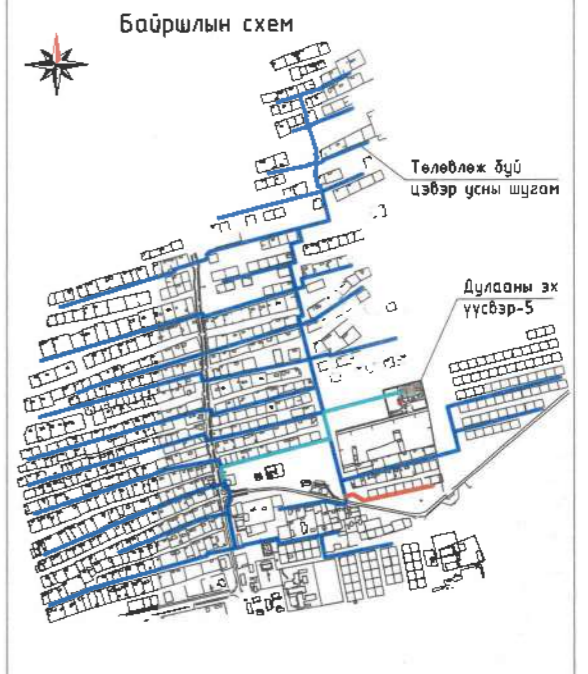 Байршлын схем
Төлөвлөж буй
цэвэр усны шугам
Дулааны эх
үүсвэр-5